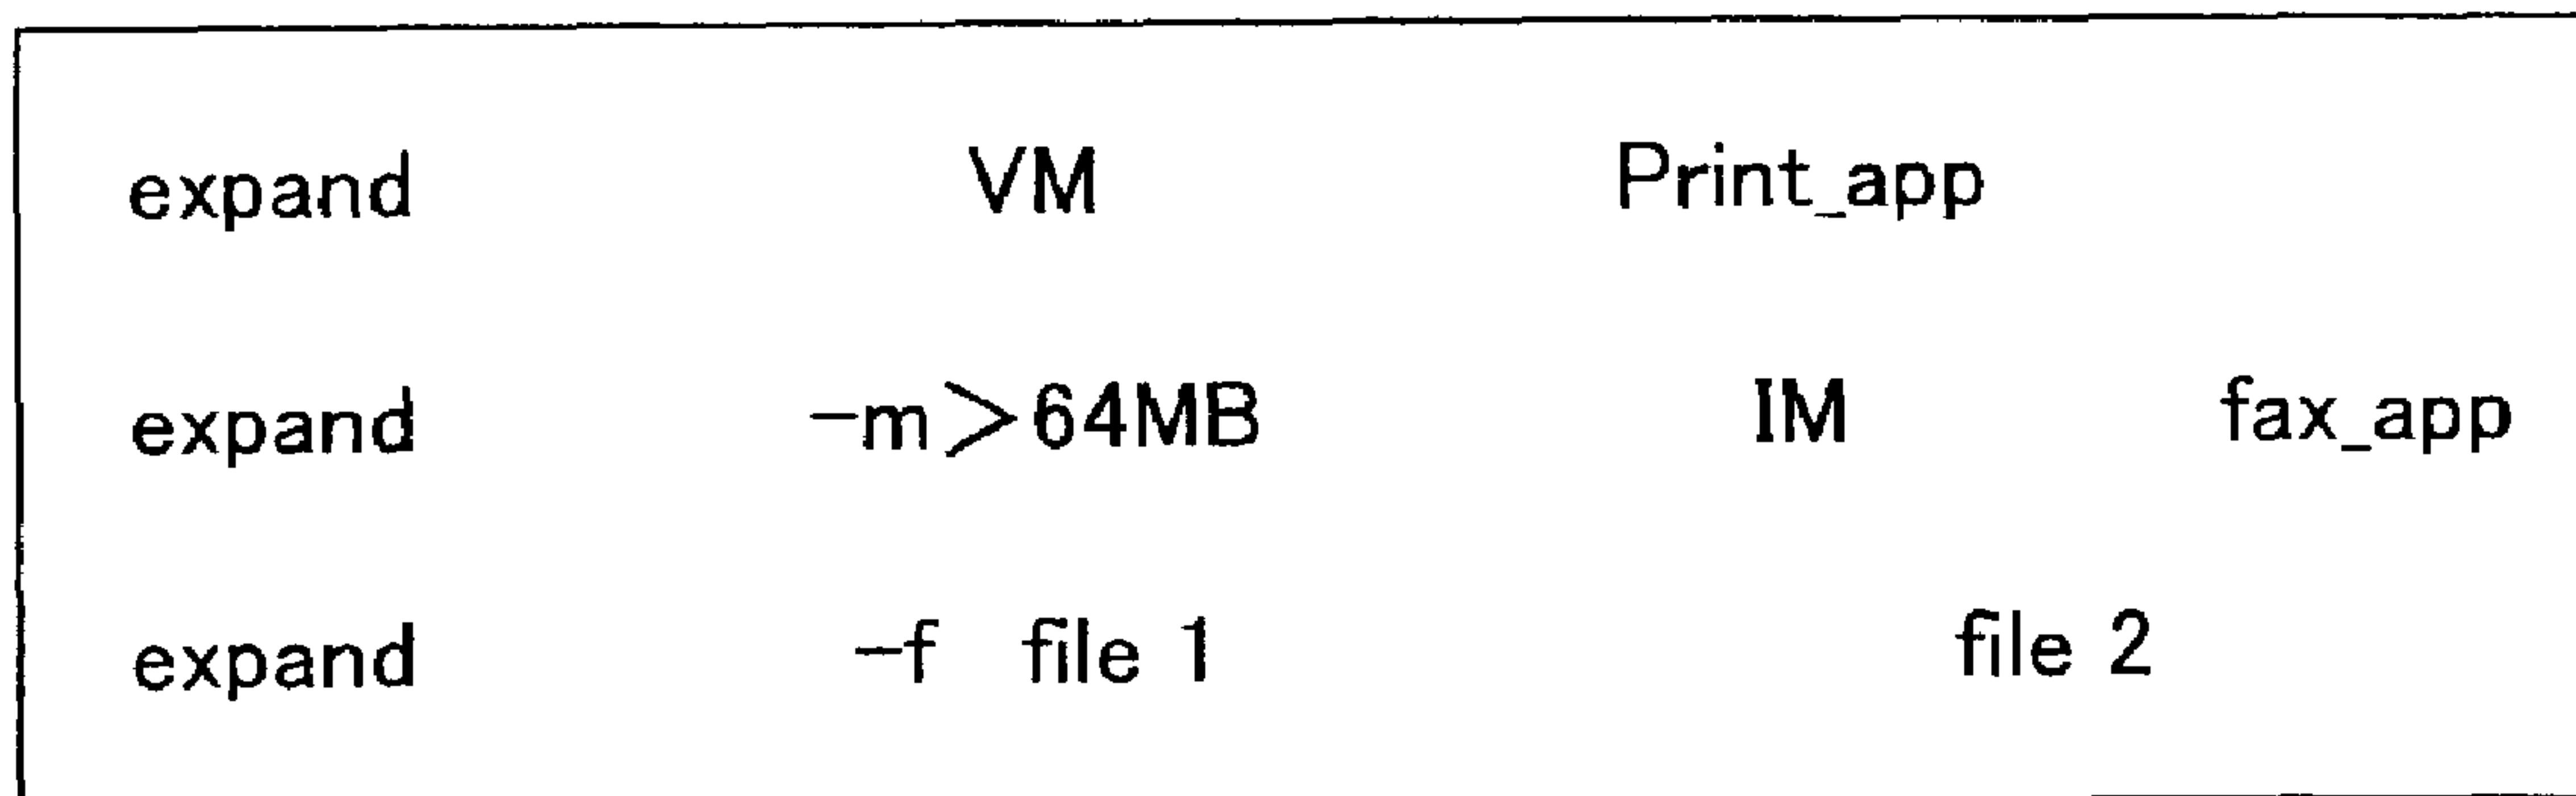 expand VM Print_app
expand -m>64MB IM fax_app
expand -f file 1 file 2